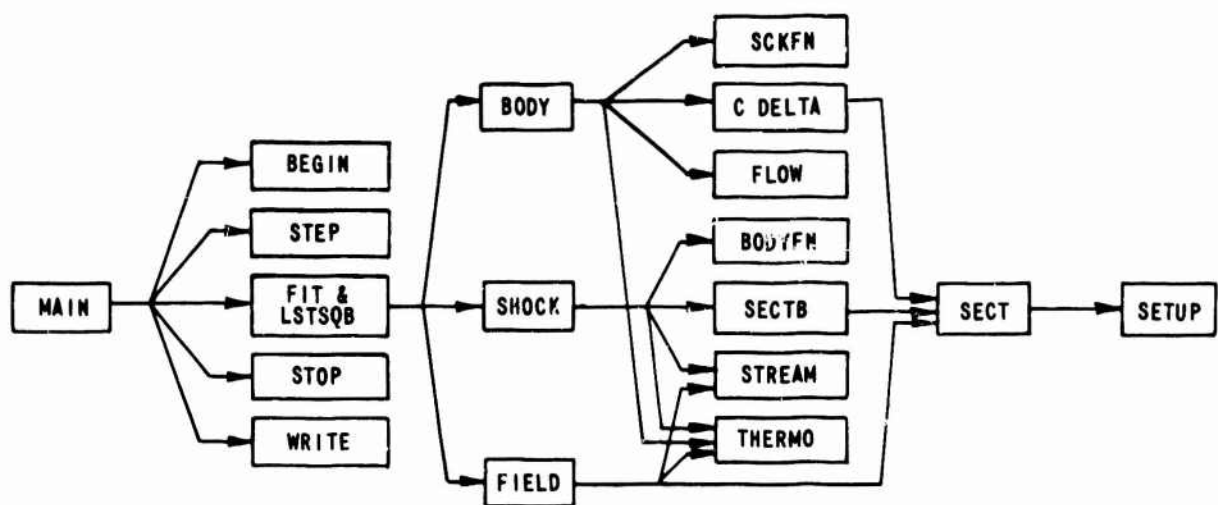 MAIN
BEGIN
STEP
FIT &
LSTSQB
STOP
WRITE
BODY
SHOCK
FIELD
SCKFN
C DELTA
FLOW
BODYFN
SECTB
STREAM
THERMO
SECT
SETUP